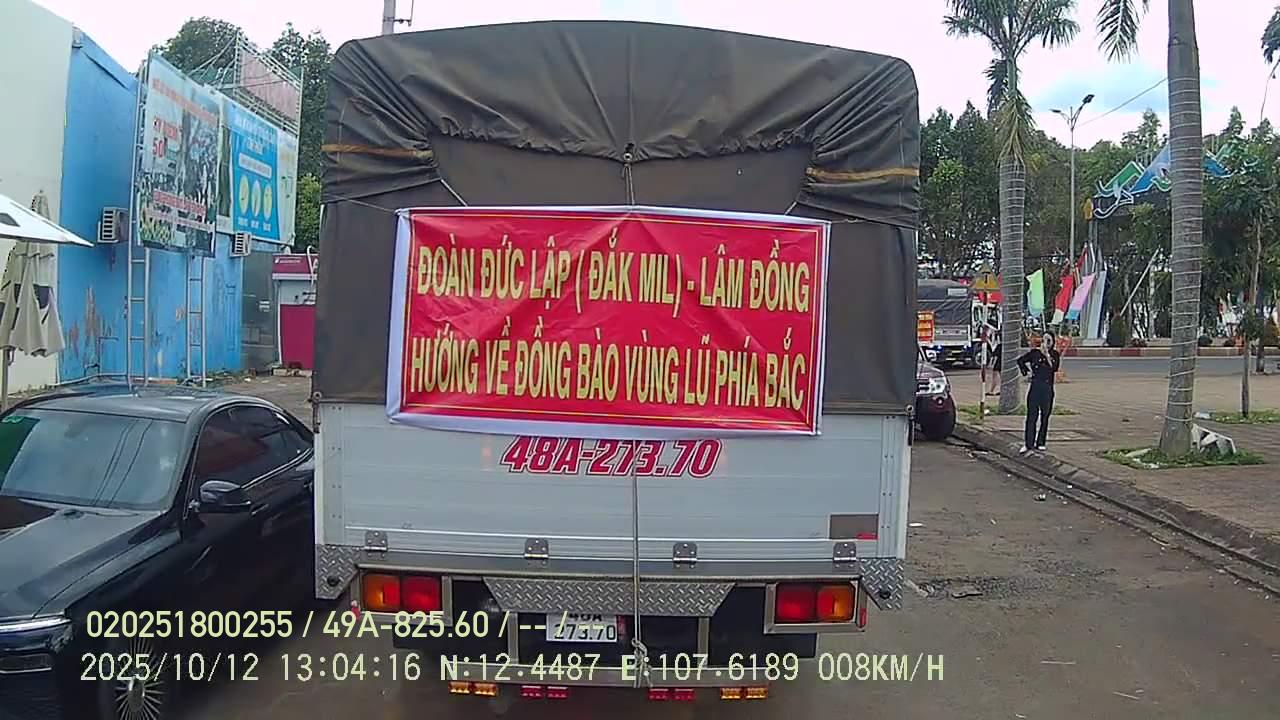 ĐOÀN ĐỨC LẬP ( ĐẮK MIL) - LÂM ĐỒNG
HƯỚNG VỀ ĐỒNG BÀO VÙNG LŨ PHÍA BẮC
48A-273.70
273.70
020251800255 / 49A-825.60 / -- / --
2025/10/12 13:04:16 N:12.4487 E:107.6189 008KM/H